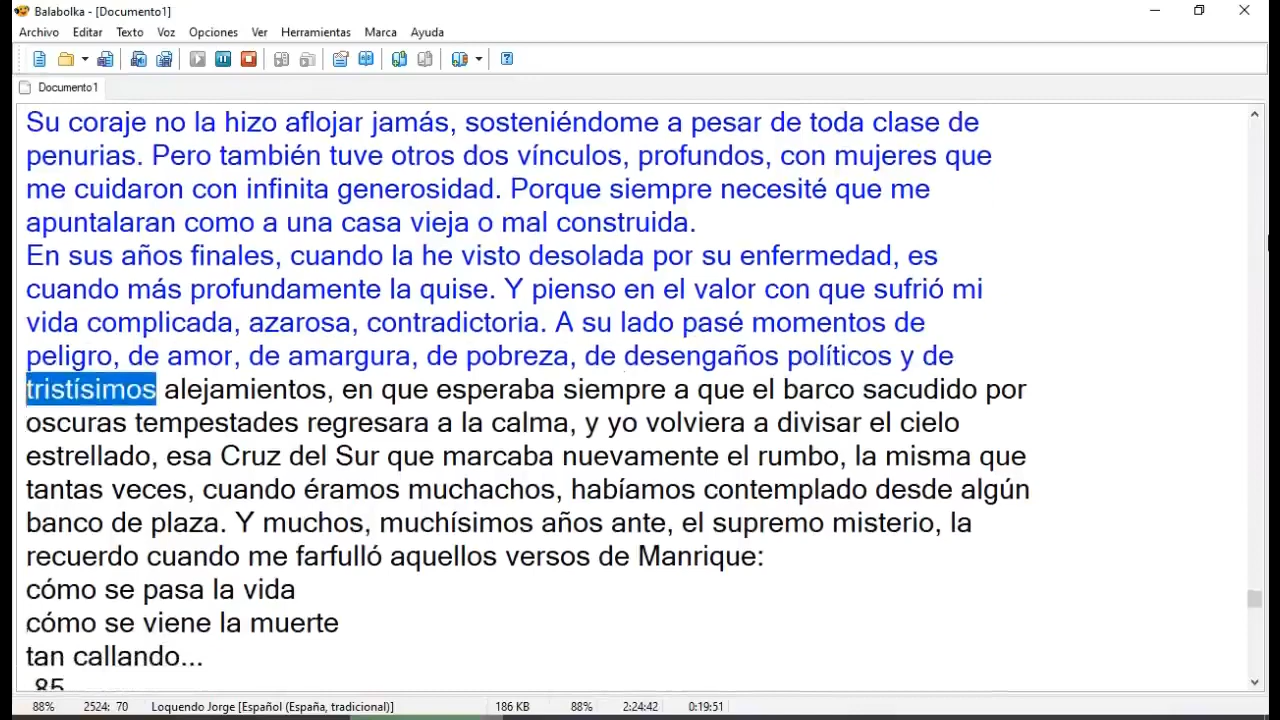 Balabolka - [Documento1]
Archivo Editar Texto Voz Opciones Ver Herramientas Marca Ayuda
Documento1
Su coraje no la hizo aflojar jamás, sosteniéndome a pesar de toda clase de
penurias. Pero también tuve otros dos vínculos, profundos, con mujeres que
me cuidaron con infinita generosidad. Porque siempre necesité que me
apuntalaran como a una casa vieja o mal construida.
En sus años finales, cuando la he visto desolada por su enfermedad, es
cuando más profundamente la quise. Y pienso en el valor con que sufrió mi
vida complicada, azarosa, contradictoria. A su lado pasé momentos de
peligro, de amor, de amargura, de pobreza, de desengaños políticos y de
tristísimos alejamientos, en que esperaba siempre a que el barco sacudido por
oscuras tempestades regresara a la calma, y yo volviera a divisar el cielo
estrellado, esa Cruz del Sur que marcaba nuevamente el rumbo, la misma que
tantas veces, cuando éramos muchachos, habíamos contemplado desde algún
banco de plaza. Y muchos, muchísimos años ante, el supremo misterio, la
recuerdo cuando me farfulló aquellos versos de Manrique:
cómo se pasa la vida
cómo se viene la muerte
tan callando...
85
88% 2524: 70 Loquendo Jorge [Español (España, tradicional)] 186 KB 88% 2:24:42 0:19:51